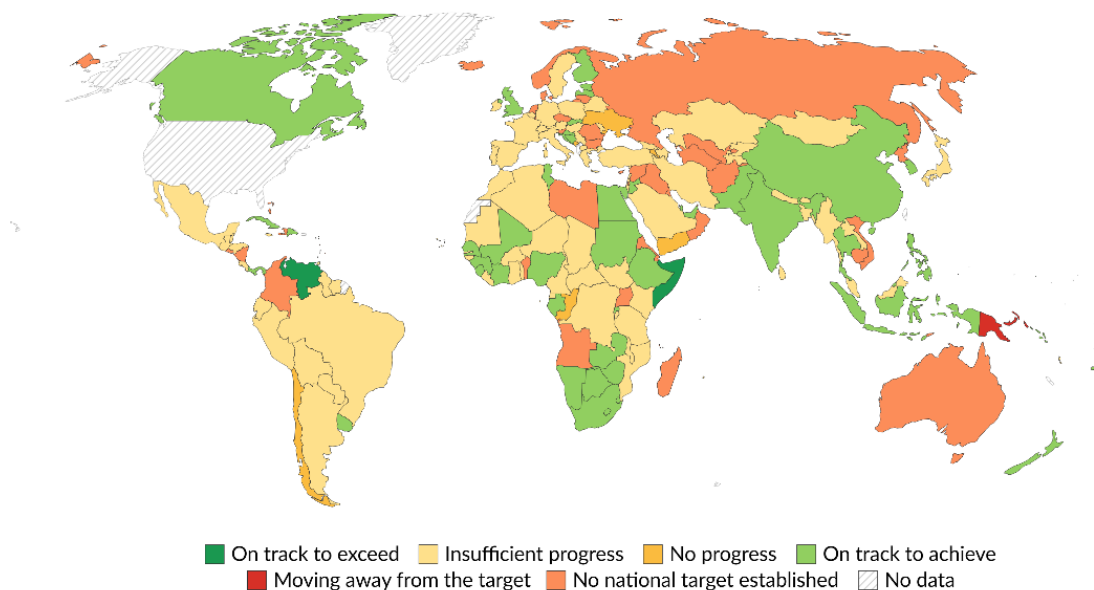 On track to exceed Insufficient progress No progress On track to achieve
Moving away from the target No national target established No data